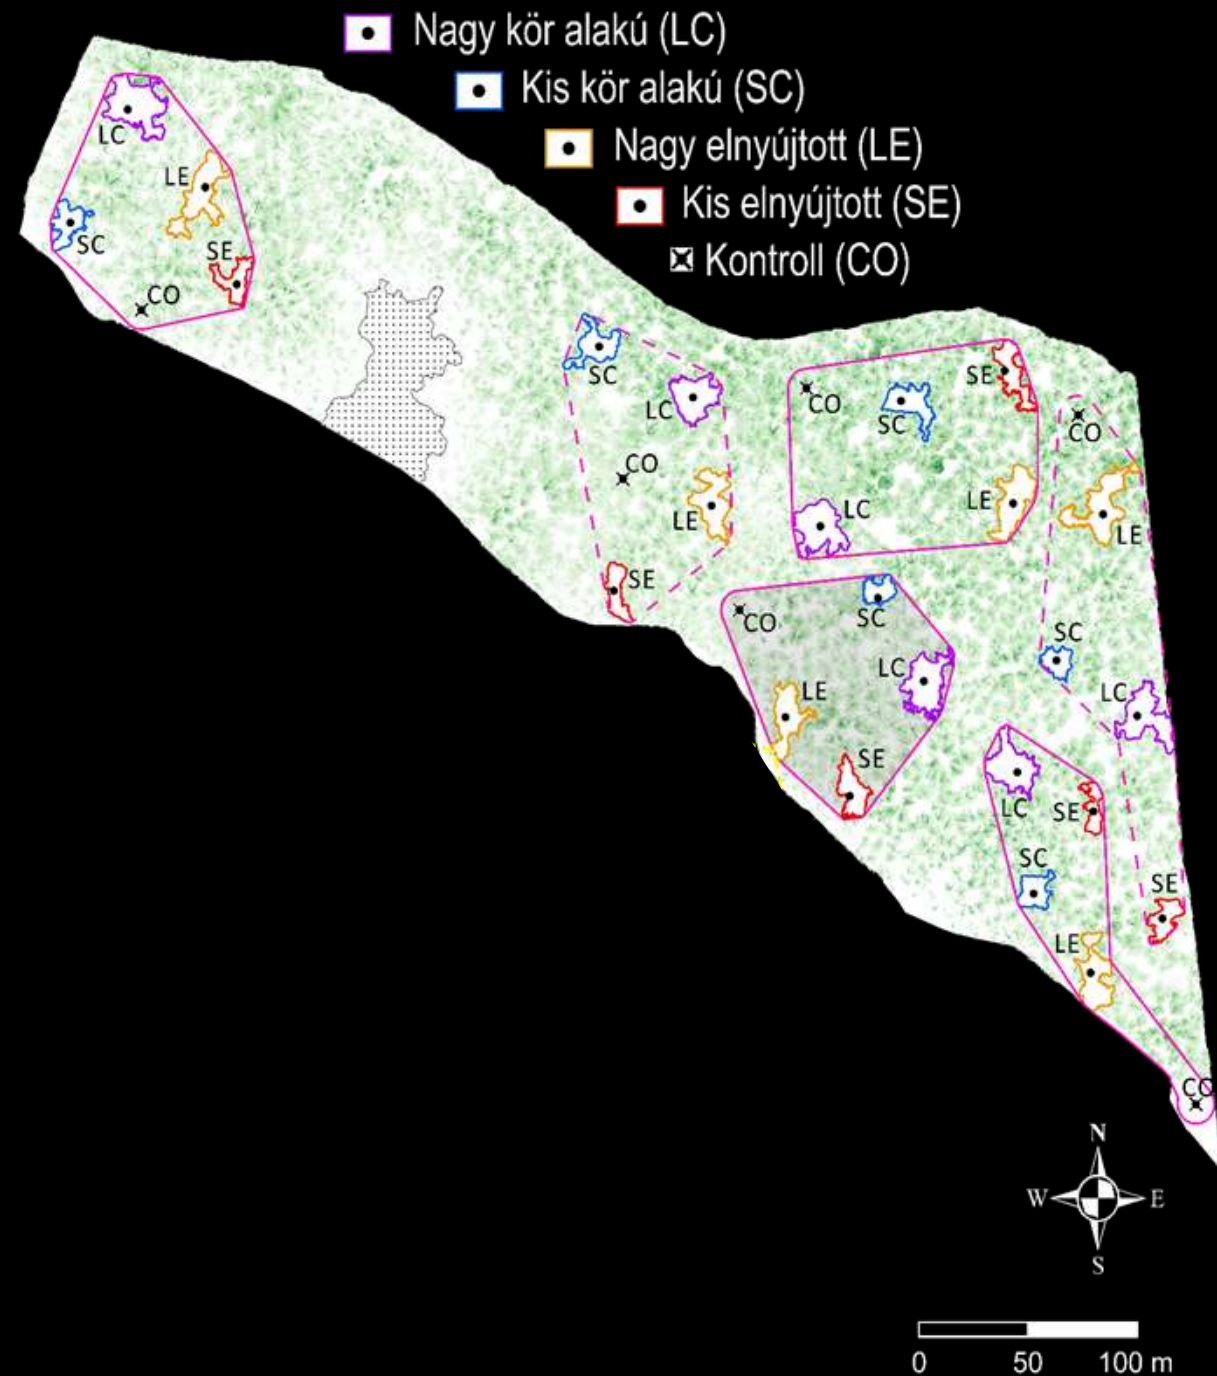 Nagy kör alakú (LC)
Kis kör alakú (SC)
Nagy elnyújtott (LE)
Kis elnyújtott (SE)
Kontroll (CO)
LC
LE
SC
SE
CO
SC
LC
CO
LE
SE
SE
CO
SC
LC
LE
CO
LE
SC
LC
SE
CO
SC
LC
LE
SE
LC
SE
SC
LE
CO
N
W E
S
0 50 100 m